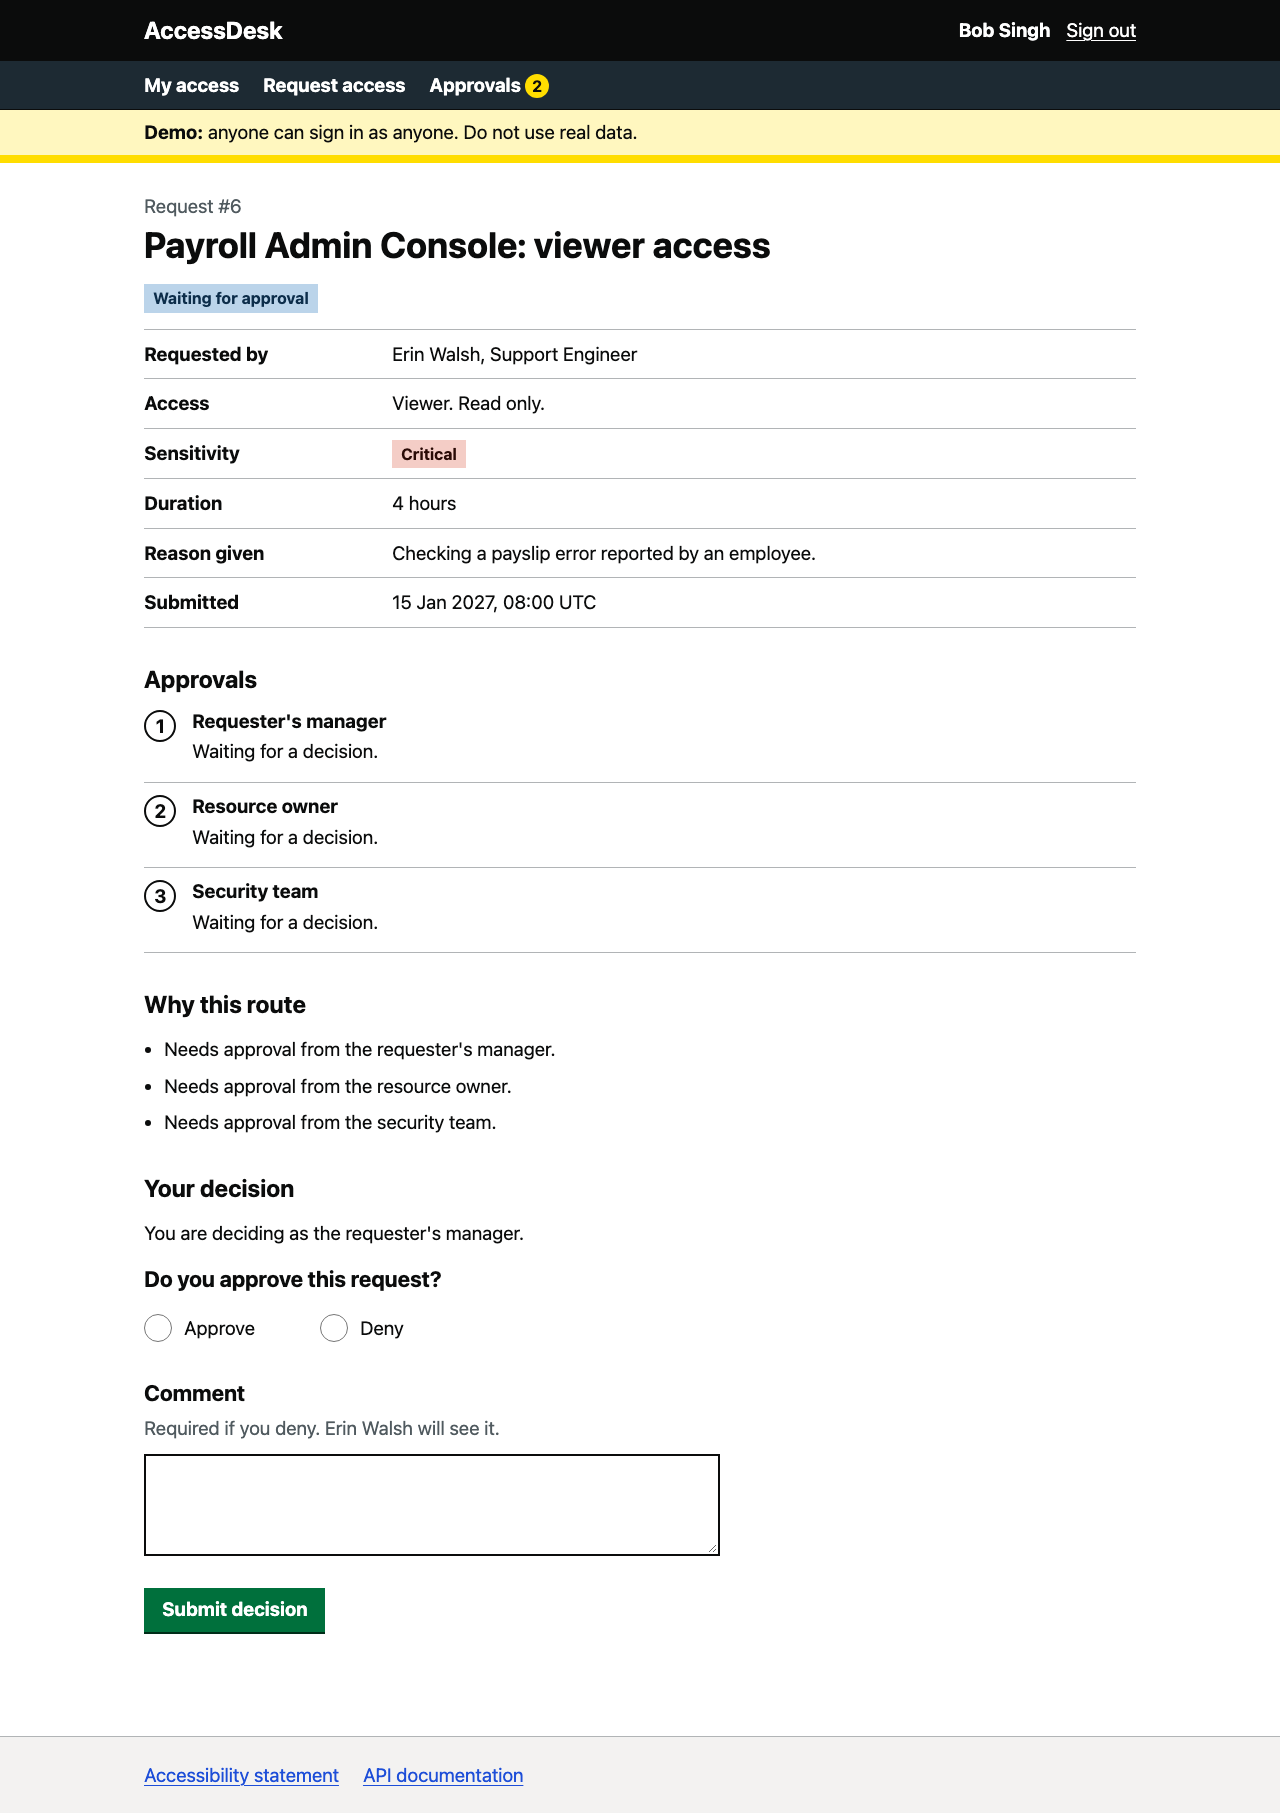 AccessDesk
Bob Singh Sign out
My access Request access Approvals 2
Demo: anyone can sign in as anyone. Do not use real data.
Request #6
Payroll Admin Console: viewer access
Waiting for approval
Requested by Erin Walsh, Support Engineer
Access Viewer. Read only.
Sensitivity Critical
Duration 4 hours
Reason given Checking a payslip error reported by an employee.
Submitted 15 Jan 2027, 08:00 UTC
Approvals
1 Requester's manager
Waiting for a decision.
2 Resource owner
Waiting for a decision.
3 Security team
Waiting for a decision.
Why this route
• Needs approval from the requester's manager.
• Needs approval from the resource owner.
• Needs approval from the security team.
Your decision
You are deciding as the requester's manager.
Do you approve this request?
Approve Deny
Comment
Required if you deny. Erin Walsh will see it.
Submit decision
Accessibility statement API documentation